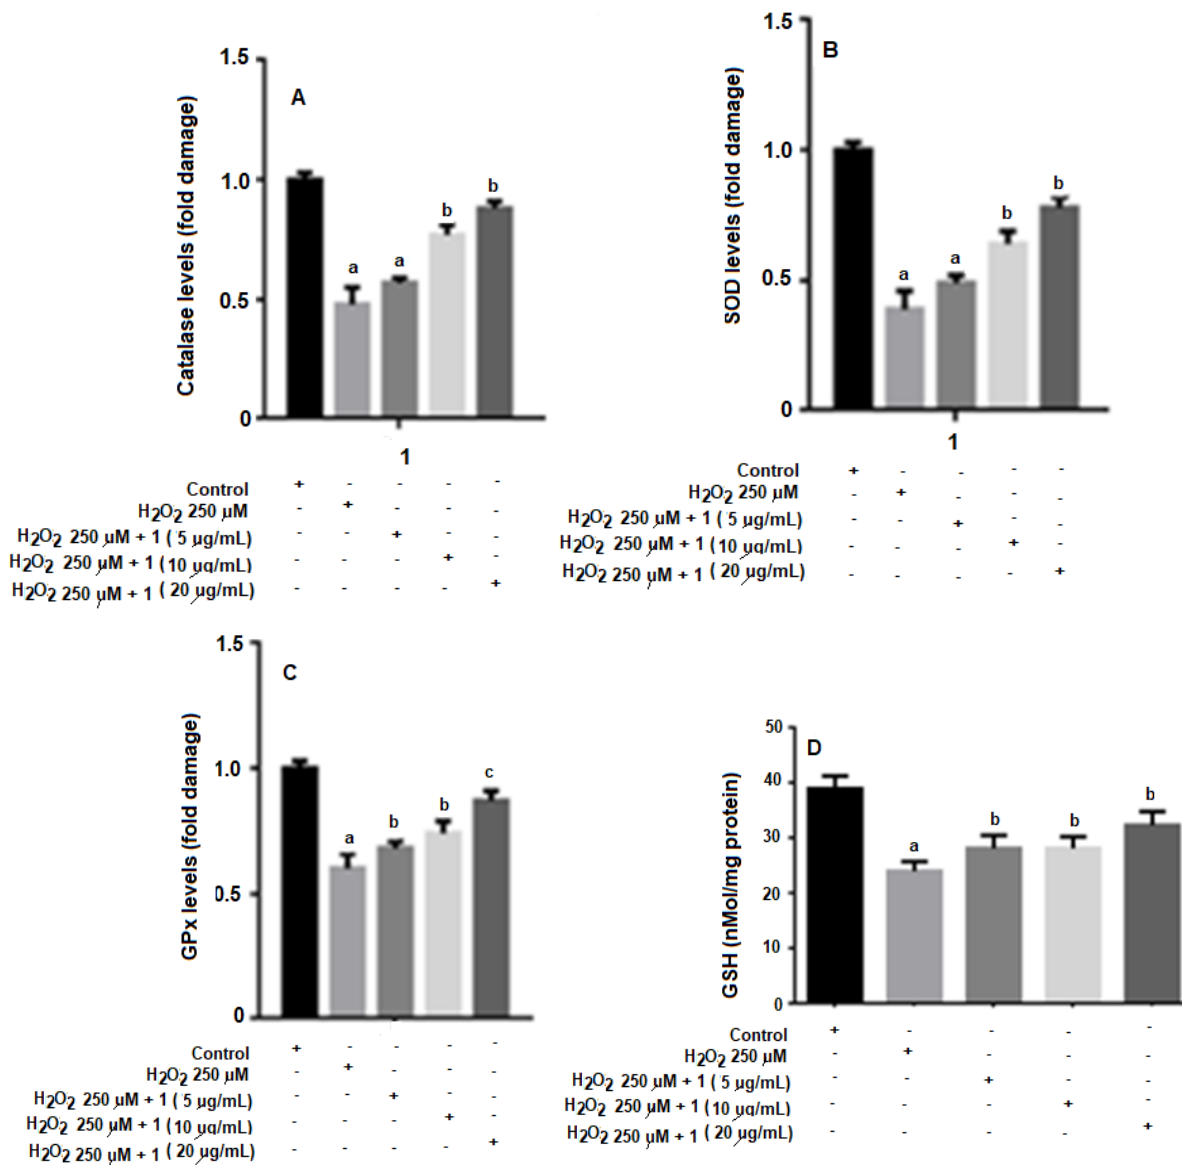 1.5
A
1.0
0.5
0
Catalase levels (fold damage)
a
a
b
b
1
Control + - - - -
H2O2 250 µM - + - - -
H2O2 250 µM + 1 ( 5 µg/mL) - - + - -
H2O2 250 µM + 1 (10 µg/mL) - - - + -
H2O2 250 µM + 1 ( 20 µg/mL) - - - - +
1.5
B
1.0
0.5
0
SOD levels (fold damage)
a
a
b
b
1
Control + - - - -
H2O2 250 µM - + - - -
H2O2 250 µM + 1 ( 5 µg/mL) - - + - -
H2O2 250 µM + 1 (10 µg/mL) - - - + -
H2O2 250 µM + 1 ( 20 µg/mL) - - - - +
1.5
C
1.0
0.5
0
GPx levels (fold damage)
a
b
b
c
Control + - - - -
H2O2 250 µM - + - - -
H2O2 250 µM + 1 ( 5 µg/mL) - - + - -
H2O2 250 µM + 1 (10 µg/mL) - - - + -
H2O2 250 µM + 1 ( 20 µg/mL) - - - - +
50
D
40
30
20
10
0
GSH (nMol/mg protein)
a
b
b
b
Control + - - - -
H2O2 250 µM - + - - -
H2O2 250 µM + 1 ( 5 µg/mL) - - + - -
H2O2 250 µM + 1 (10 µg/mL) - - - + -
H2O2 250 µM + 1 ( 20 µg/mL) - - - - +